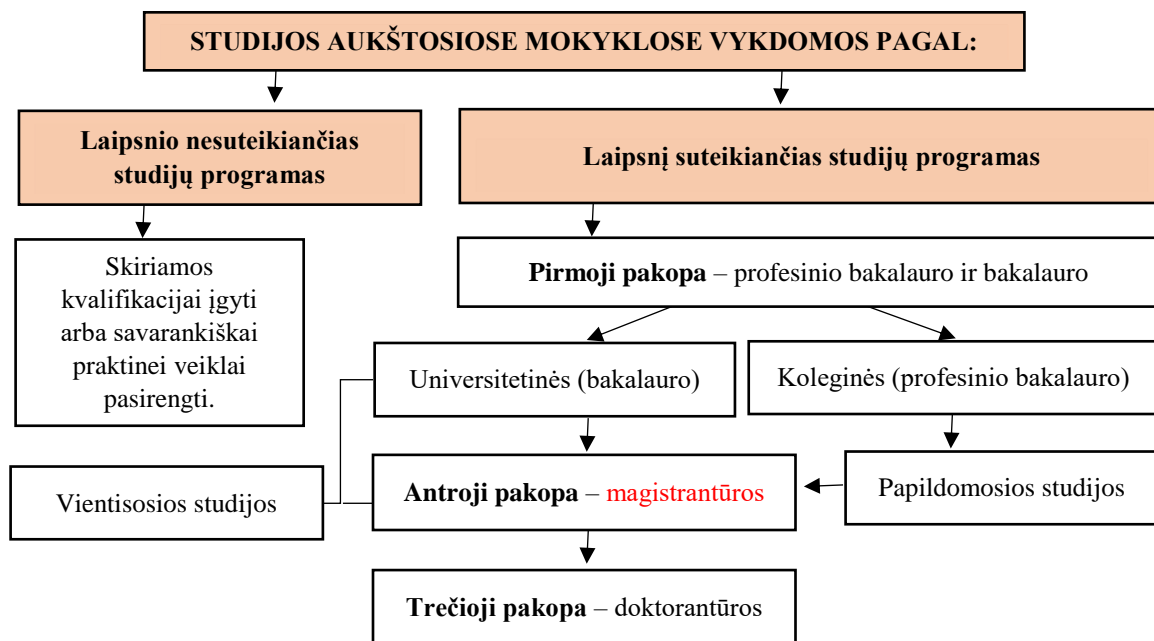 STUDIJOS AUKŠTOSIOSE MOKYKLOSE VYKDOMOS PAGAL:
Laipsnio nesuteikiančias
studijų programas
Laipsnį suteikiančias studijų programas
Skiriamos
kvalifikacijai įgyti
arba savarankiškai
praktinei veiklai
pasirengti.
Pirmoji pakopa – profesinio bakalauro ir bakalauro
Universitetinės (bakalauro)
Koleginės (profesinio bakalauro)
Vientisosios studijos
Antroji pakopa – magistrantūros
Papildomosios studijos
Trečioji pakopa – doktorantūros